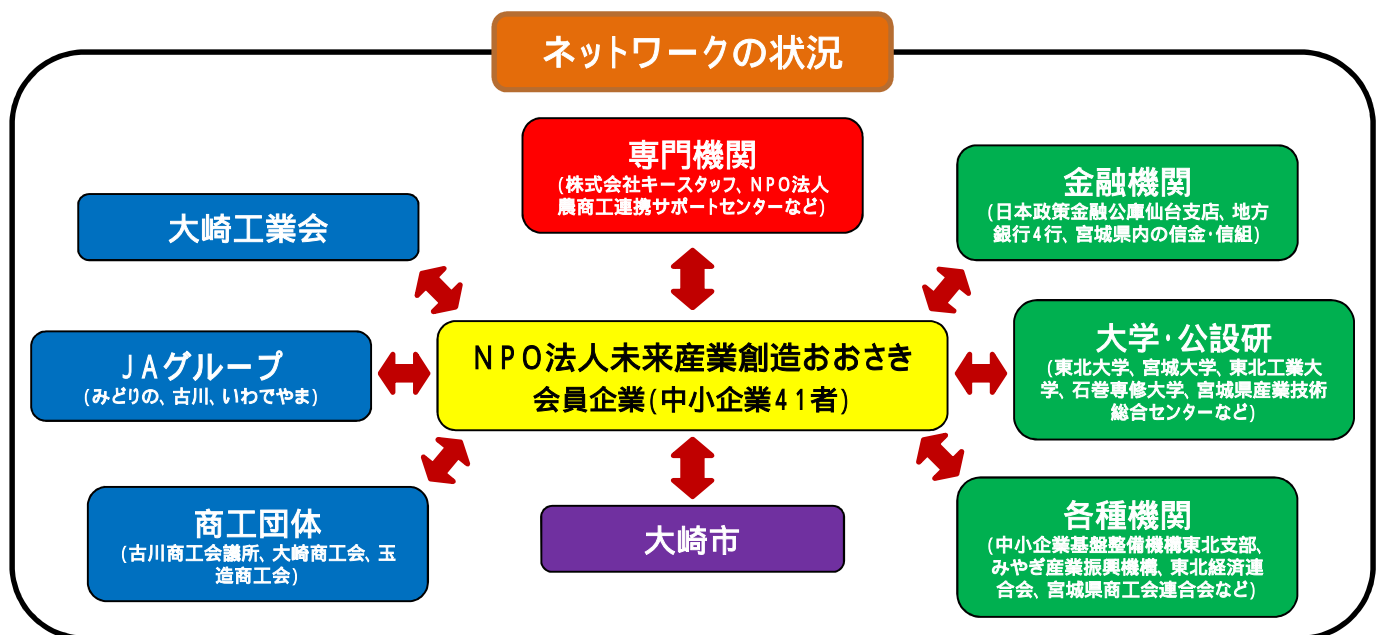 ネットワークの状況
専門機関
(株式会社キースタッフ、NPO法人
農商工連携サポートセンターなど)
金融機関
(日本政策金融公庫仙台支店、地方
銀行4行、宮城県内の信金・信組)
大崎工業会
大学・公設研
(東北大学、宮城大学、東北工業大
学、石巻専修大学、宮城県産業技術
総合センターなど)
JAグループ
(みどりの、古川、いわでやま)
NPO法人未来産業創造おおさき
会員企業(中小企業41者)
商工団体
(古川商工会議所、大崎商工会、玉
造商工会)
大崎市
各種機関
(中小企業基盤整備機構東北支部、
みやぎ産業振興機構、東北経済連
合会、宮城県商工会連合会など)